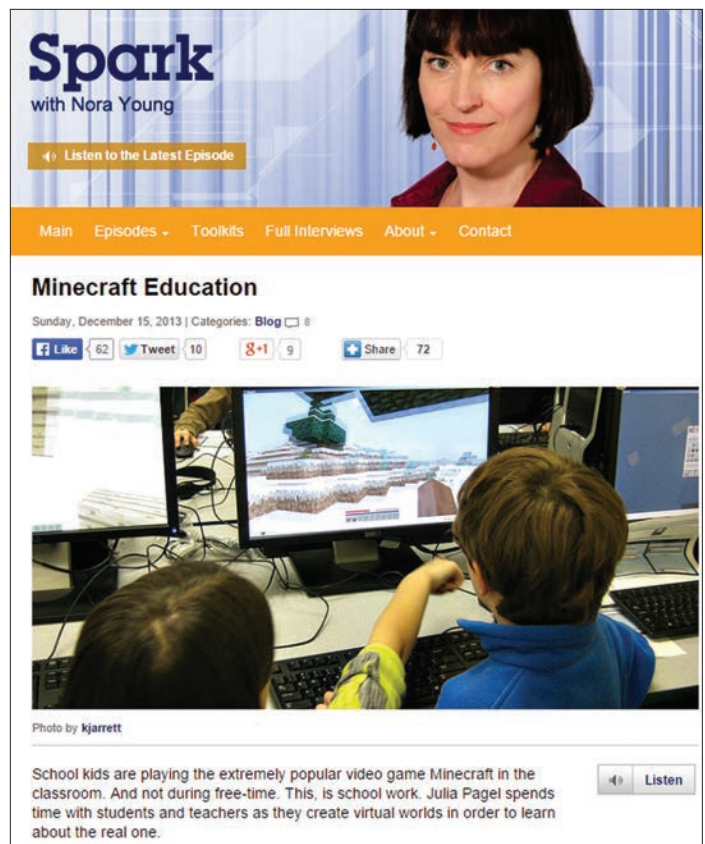 Spark
with Nora Young
Listen to the Latest Episode
Main Episodes Toolkits Full Interviews About Contact
Minecraft Education
Sunday, December 15, 2013 | Categories: Blog 8
Like 62 Tweet 10 8+1 9 Share 72
Photo by kjarrett
School kids are playing the extremely popular video game Minecraft in the
classroom. And not during free-time. This, is school work. Julia Pagel spends
time with students and teachers as they create virtual worlds in order to learn
about the real one.
Listen